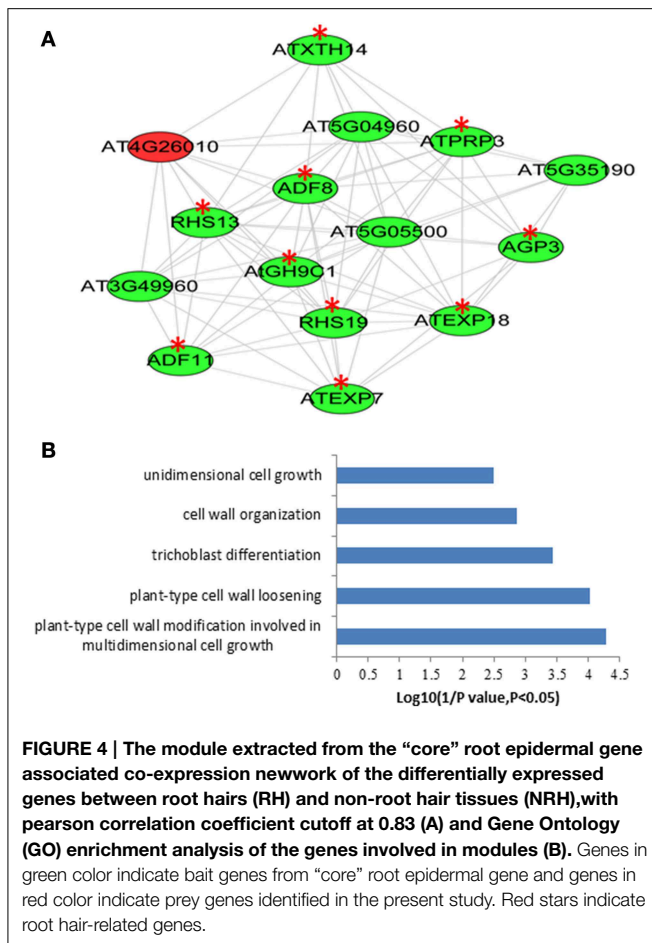 A
ATXTH14
AT4G26010
AT5G04960
ATPRP3
AT5G35190
ADF8
RHS13
AT5G05500
AGP3
AtGH9C1
AT3G49960
RHS19
ATEXP18
ADF11
ATEXP7
B
unidimensional cell growth
cell wall organization
trichoblast differentiation
plant-type cell wall loosening
plant-type cell wall modification involved in
multidimensional cell growth
0 0.5 1 1.5 2 2.5 3 3.5 4 4.5
Log10(1/P value,P<0.05)
FIGURE 4 | The module extracted from the “core” root epidermal gene
associated co-expression newwork of the differentially expressed
genes between root hairs (RH) and non-root hair tissues (NRH),with
pearson correlation coefficient cutoff at 0.83 (A) and Gene Ontology
(GO) enrichment analysis of the genes involved in modules (B). Genes in
green color indicate bait genes from “core” root epidermal gene and genes in
red color indicate prey genes identified in the present study. Red stars indicate
root hair-related genes.